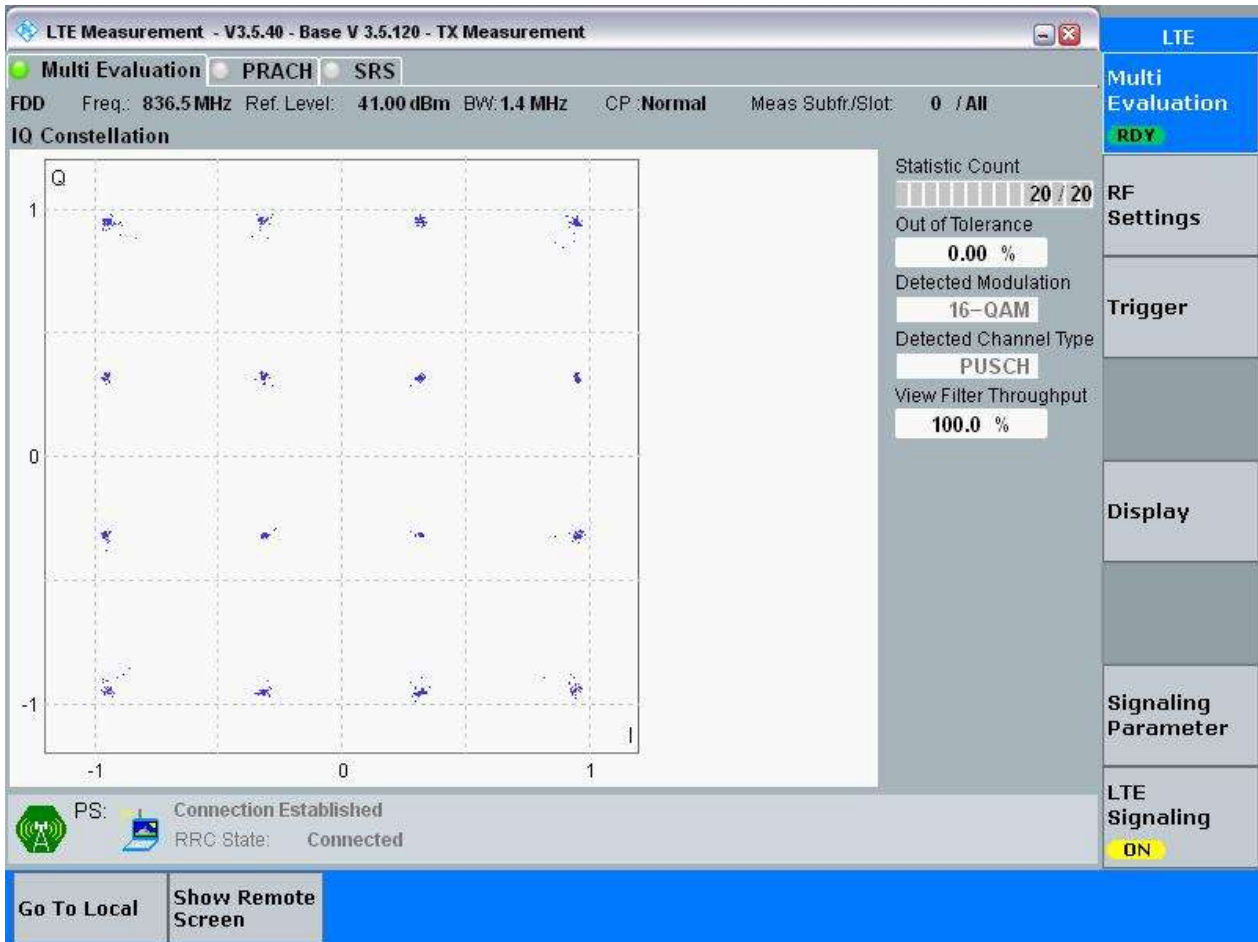 LTE Measurement - V3.5.40 - Base V 3.5.120 - TX Measurement
Multi Evaluation PRACH SRS
FDD Freq.: 836.5 MHz Ref. Level: 41.00 dBm BW: 1.4 MHz CP :Normal Meas Subfr./Slot: 0 / All
IQ Constellation
Q
1
0
-1
I
-1 0 1
Statistic Count
20 / 20
Out of Tolerance
0.00 %
Detected Modulation
16-QAM
Detected Channel Type
PUSCH
View Filter Throughput
100.0 %
PS: Connection Established
RRC State: Connected
LTE
Multi
Evaluation
RDY
RF
Settings
Trigger
Display
Signaling
Parameter
LTE
Signaling
ON
Go To Local
Show Remote
Screen